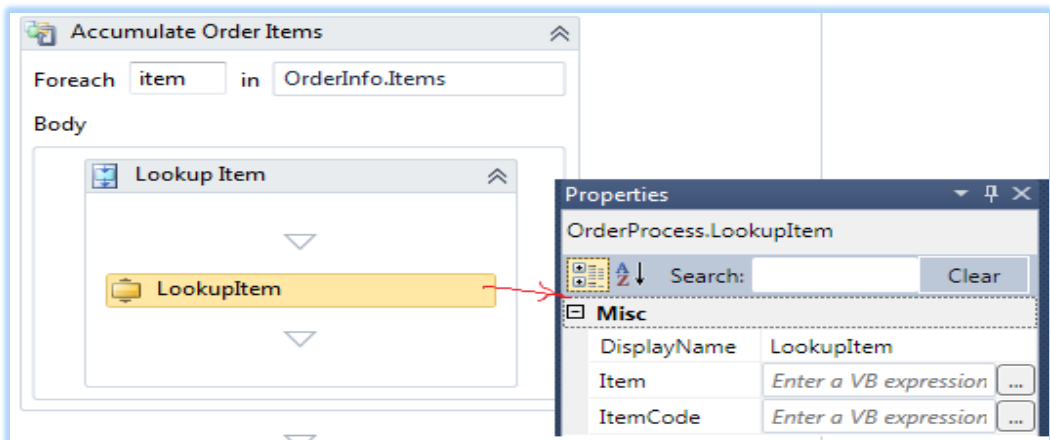 Accumulate Order Items
Foreach item in OrderInfo.Items
Body
Lookup Item
LookupItem
Properties
OrderProcess.LookupItem
A Z Search: Clear
Misc
DisplayName LookupItem
Item Enter a VB expression ...
ItemCode Enter a VB expression ...